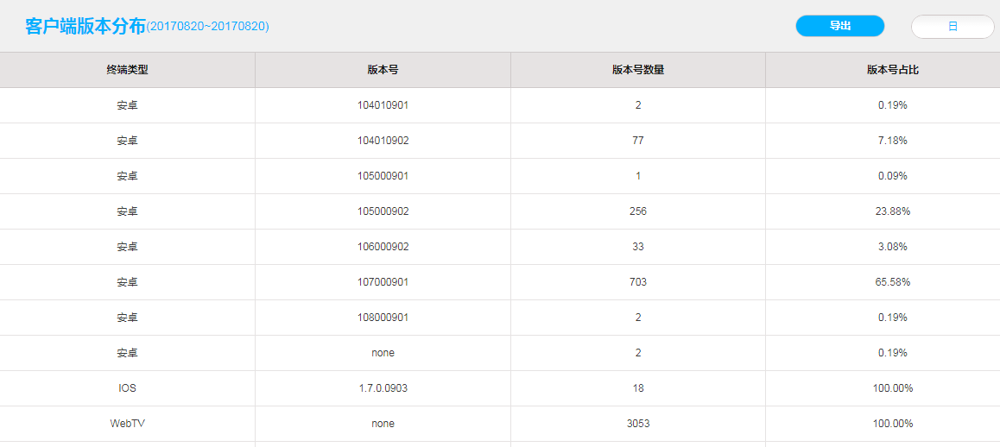 客户端版本分布(20170820~20170820) 导出 日
终端类型 版本号 版本号数量 版本号占比
安卓 104010901 2 0.19%
安卓 104010902 77 7.18%
安卓 105000901 1 0.09%
安卓 105000902 256 23.88%
安卓 106000902 33 3.08%
安卓 107000901 703 65.58%
安卓 108000901 2 0.19%
安卓 none 2 0.19%
IOS 1.7.0.0903 18 100.00%
WebTV none 3053 100.00%